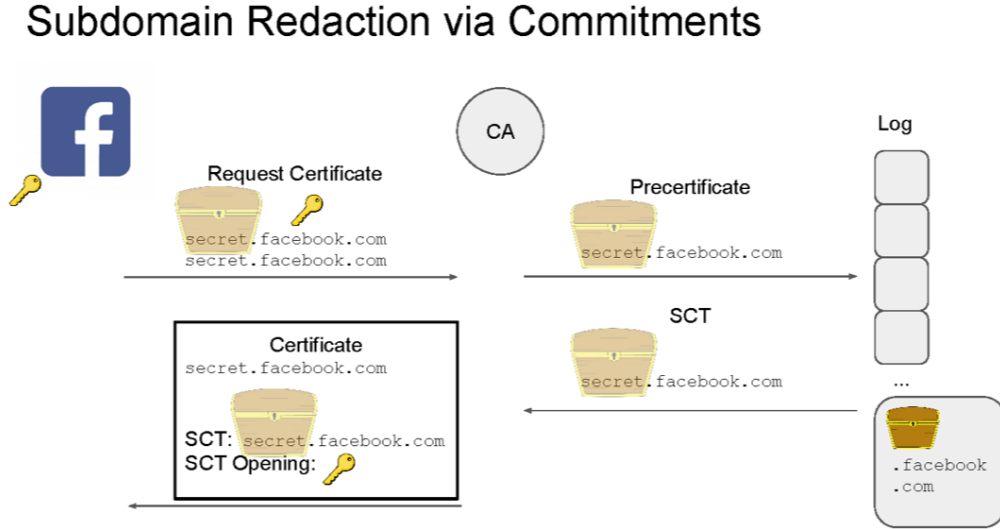 Subdomain Redaction via Commitments
CA
Log
Request Certificate
secret.facebook.com
secret.facebook.com
Precertificate
secret.facebook.com
SCT
secret.facebook.com
Certificate
secret.facebook.com
SCT: secret.facebook.com
SCT Opening:
...
.facebook
.com